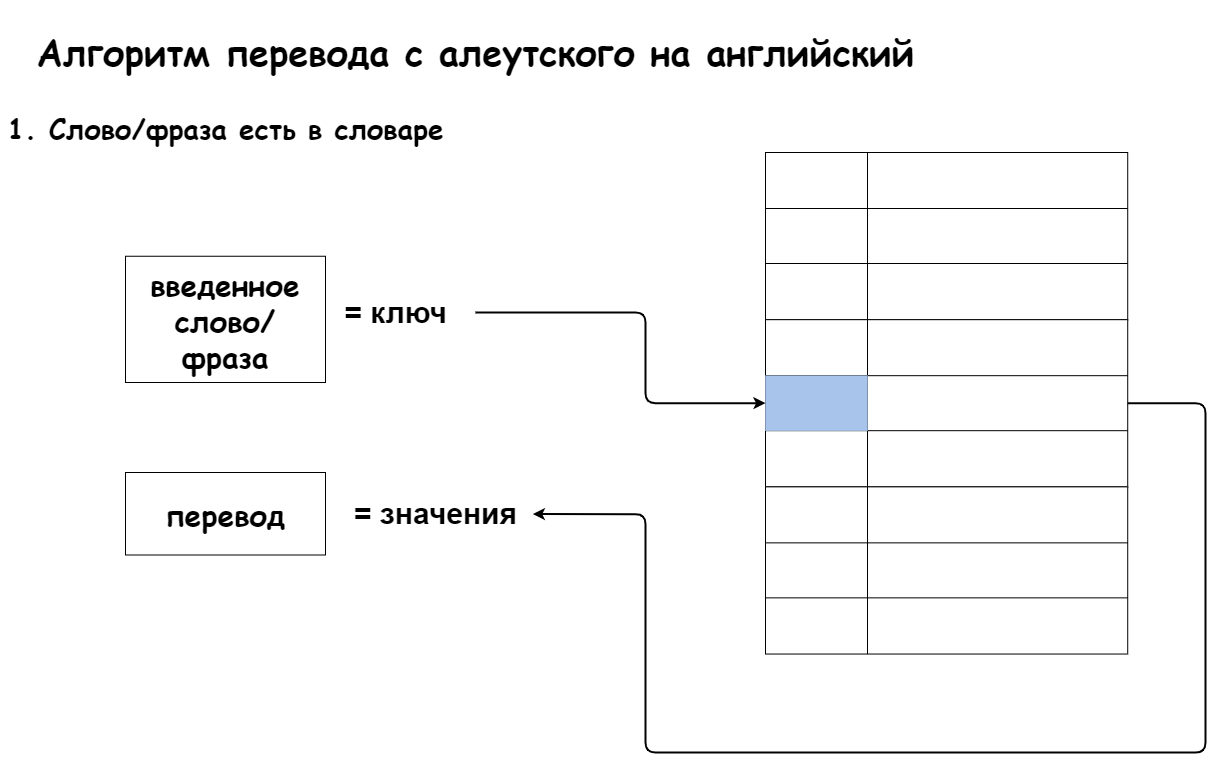 Алгоритм перевода с алеутского на английский
1. Слово/фраза есть в словаре
введенное
слово/
фраза
= ключ
перевод
= значения